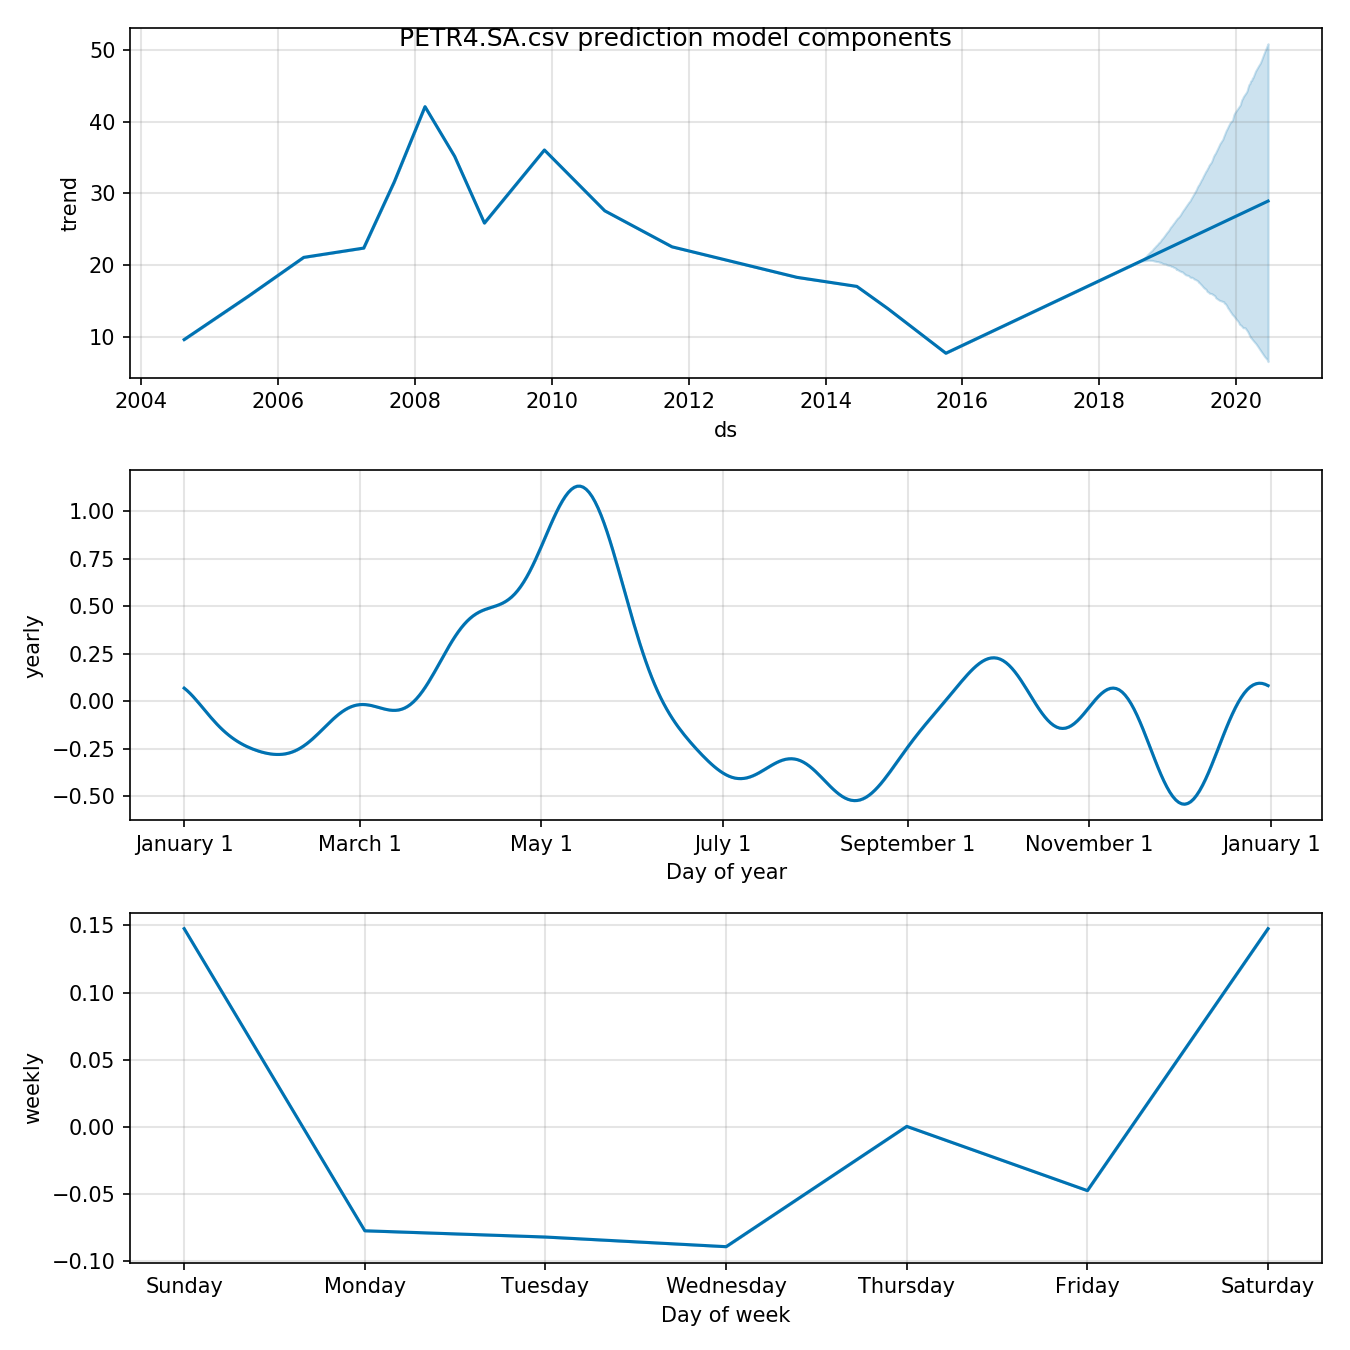 PETR4.SA.csv prediction model components
50
40
30
20
10
trend
2004 2006 2008 2010 2012 2014 2016 2018 2020
ds
1.00
0.75
0.50
0.25
0.00
−0.25
−0.50
yearly
January 1 March 1 May 1 July 1 September 1 November 1 January 1
Day of year
0.15
0.10
0.05
0.00
−0.05
−0.10
weekly
Sunday Monday Tuesday Wednesday Thursday Friday Saturday
Day of week